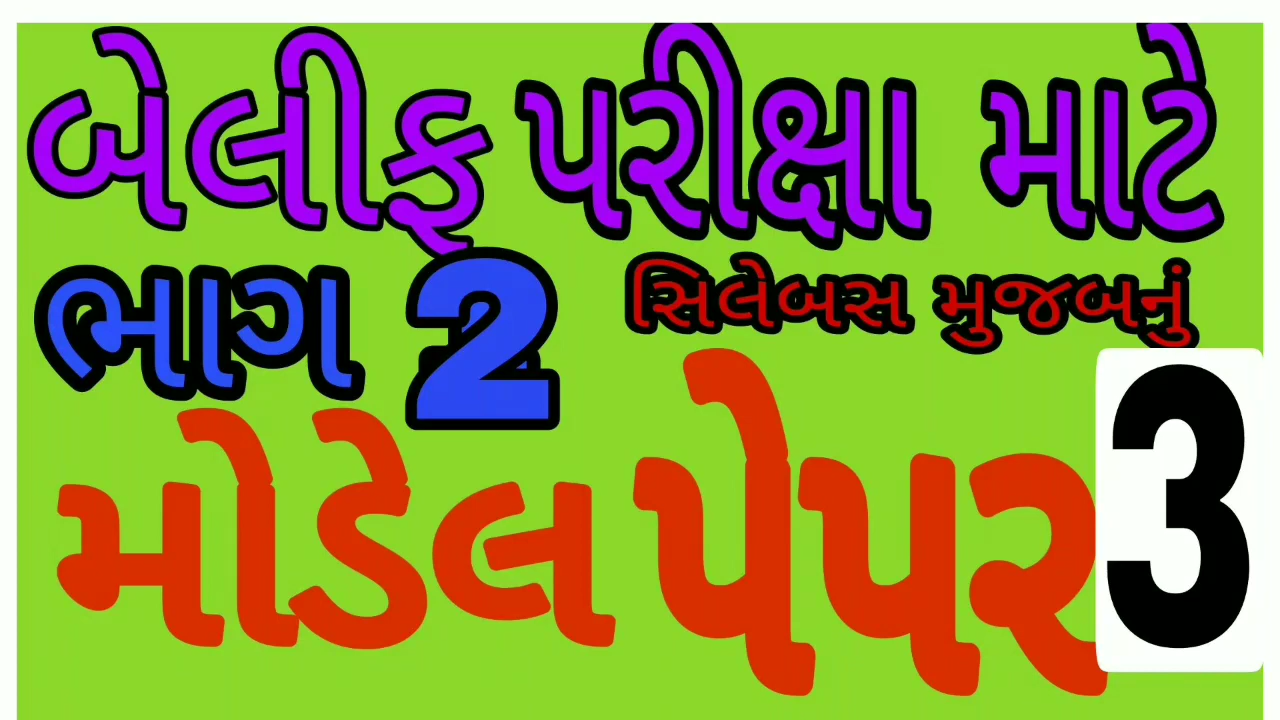 બેલીફ પરીક્ષા માટે
ભાગ 2 સિલેબસ મુજબનું
મોડેલ પેપર 3